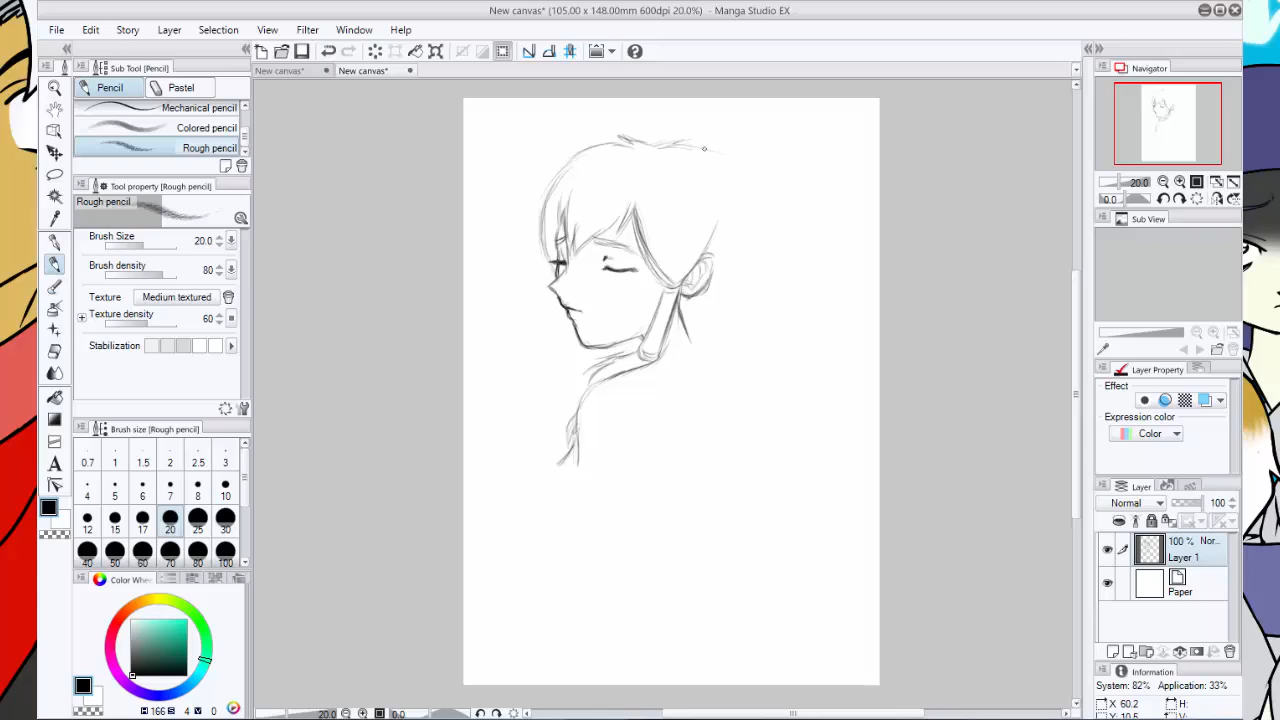 New canvas* (105.00 x 148.00mm 600dpi 20.0%) - Manga Studio EX
File Edit Story Layer Selection View Filter Window Help
Sub Tool [Pencil]
New canvas* New canvas*
Navigator
Pencil Pastel
Mechanical pencil
Colored pencil
Rough pencil
Tool property [Rough pencil]
Rough pencil
20.0
0.0
Sub View
Brush Size 20.0
Brush density 80
Texture Medium textured
Texture density 60
Stabilization
Layer Property
Effect
Expression color
Color
Brush size [Rough pencil]
0.7 1 1.5 2 2.5 3
4 5 6 7 8 10
12 15 17 20 25 30
40 50 60 70 80 100
Layer
Normal 100
100 % Nor...
Layer 1
Paper
Color Whe
Information
System: 82% Application: 33%
X 60.2 H:
Y 10.5 W:
166 S 4 V 0
20.0 0.0